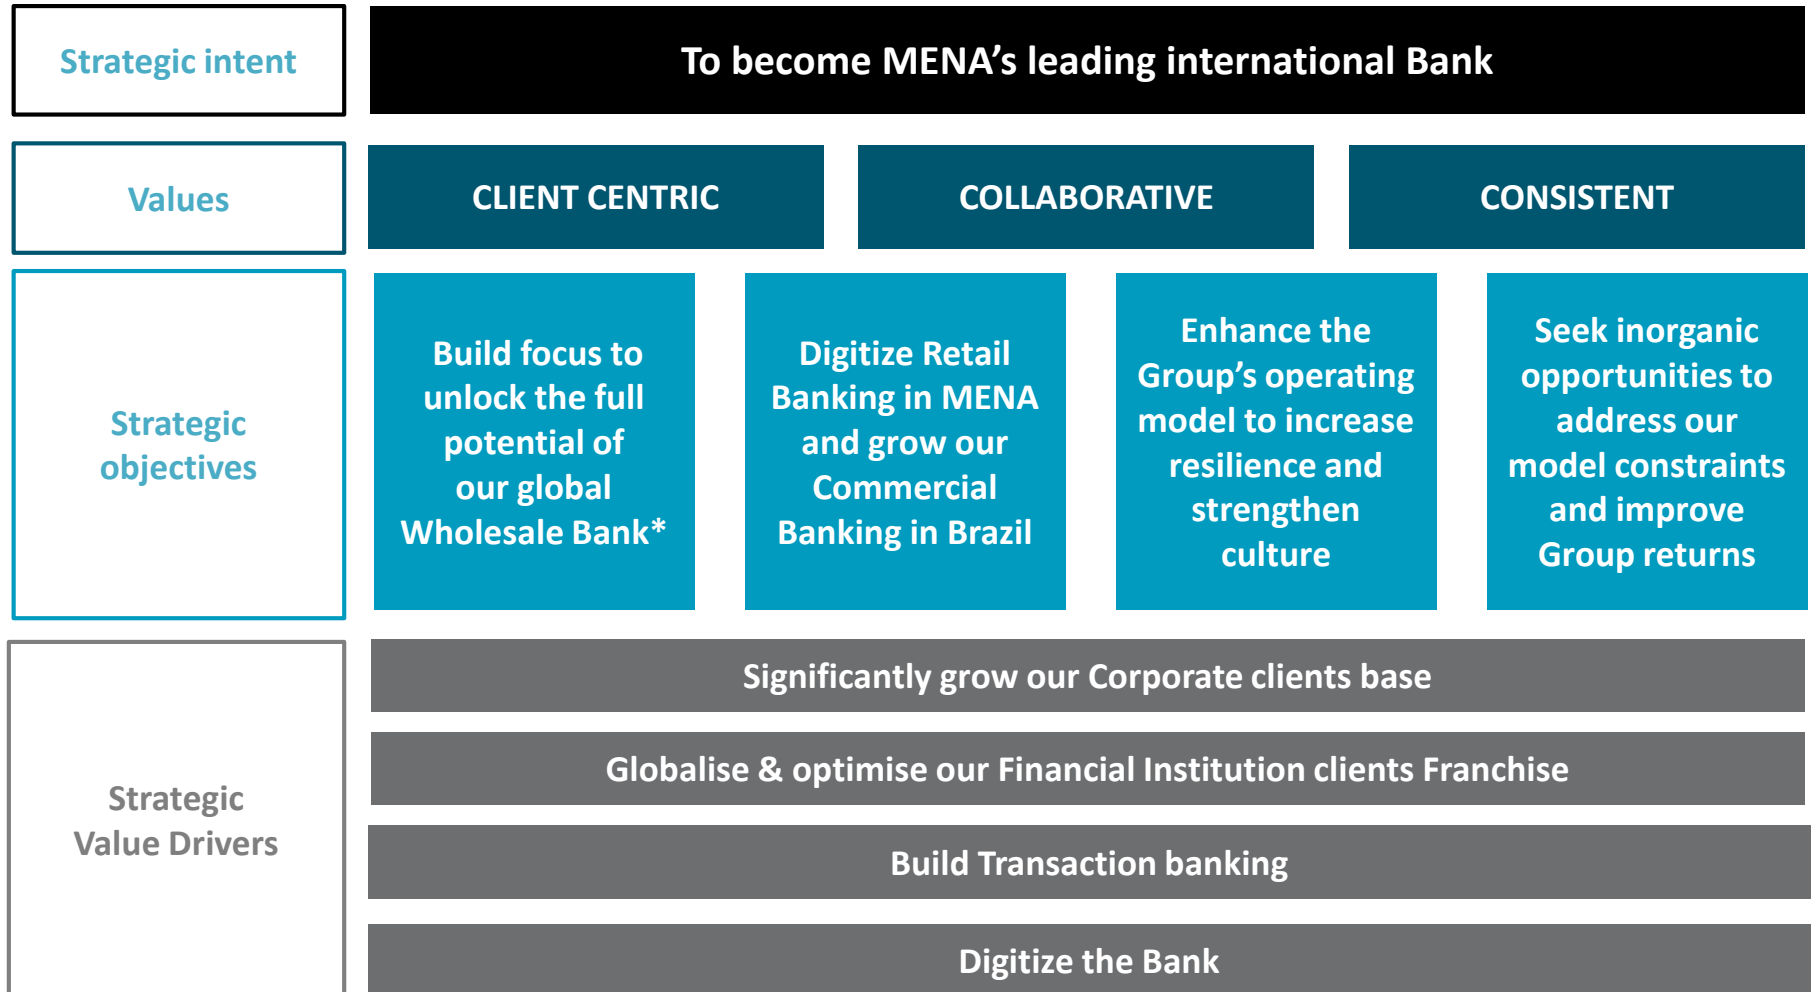 Strategic intent
To become MENA's leading international Bank
Values
CLIENT CENTRIC
COLLABORATIVE
CONSISTENT
Strategic
objectives
Build focus to
unlock the full
potential of
our global
Wholesale Bank*
Digitize Retail
Banking in MENA
and grow our
Commercial
Banking in Brazil
Enhance the
Group's operating
model to increase
resilience and
strengthen
culture
Seek inorganic
opportunities to
address our
model constraints
and improve
Group returns
Strategic
Value Drivers
Significantly grow our Corporate clients base
Globalise & optimise our Financial Institution clients Franchise
Build Transaction banking
Digitize the Bank